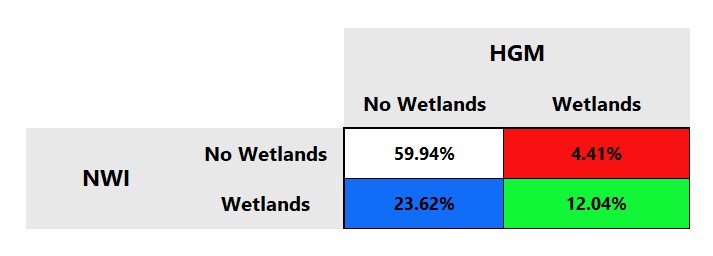 HGM
No Wetlands Wetlands
NWI
No Wetlands 59.94% 4.41%
Wetlands 23.62% 12.04%